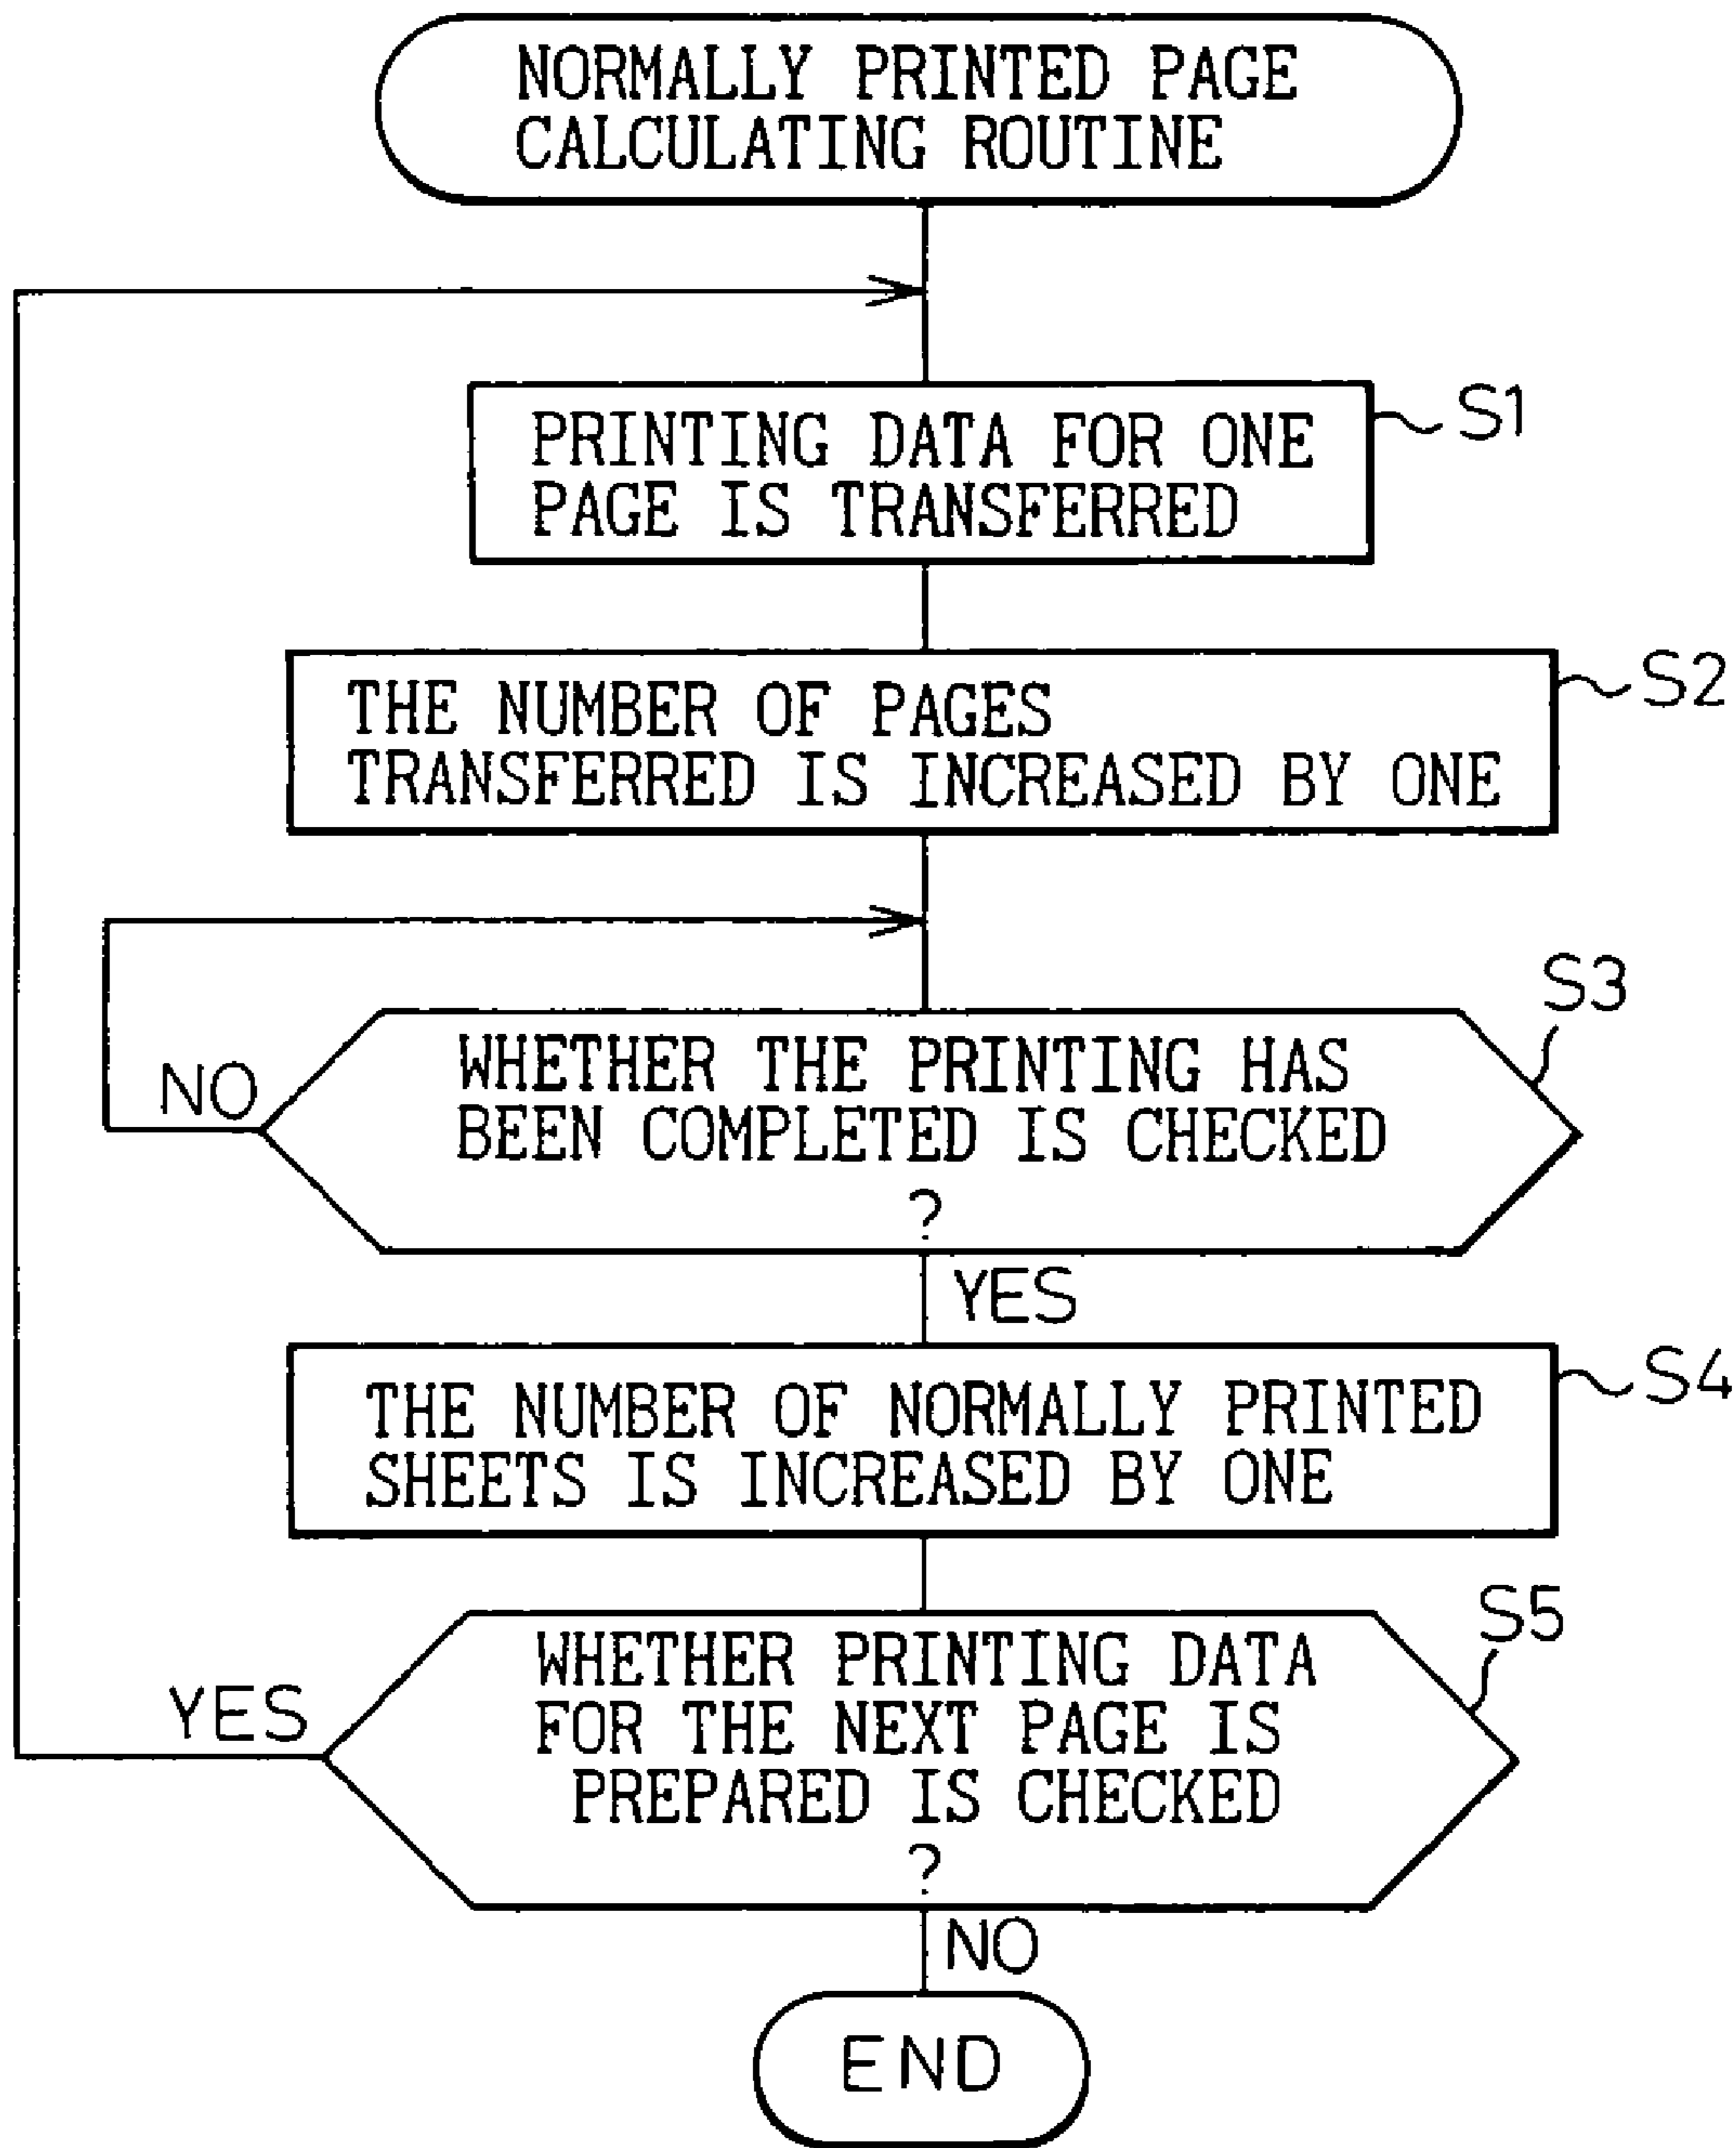 NORMALLY PRINTED PAGE
CALCULATING ROUTINE
PRINTING DATA FOR ONE
PAGE IS TRANSFERRED
S1
THE NUMBER OF PAGES
TRANSFERRED IS INCREASED BY ONE
S2
WHETHER THE PRINTING HAS
BEEN COMPLETED IS CHECKED
?
S3
NO
YES
THE NUMBER OF NORMALLY PRINTED
SHEETS IS INCREASED BY ONE
S4
WHETHER PRINTING DATA
FOR THE NEXT PAGE IS
PREPARED IS CHECKED
?
S5
YES
NO
END